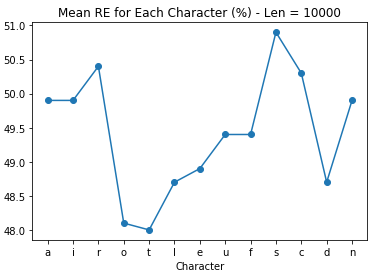 Mean RE for Each Character (%) - Len = 10000
51.0
50.5
50.0
49.5
49.0
48.5
48.0
a i r o t l e u f s c d n
Character